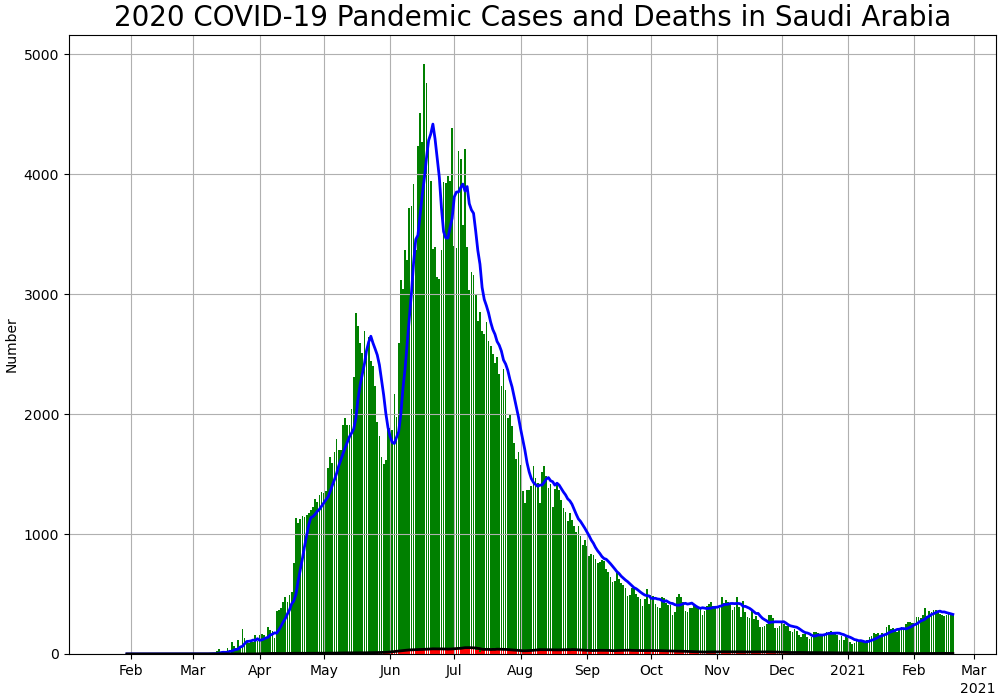 2020 COVID-19 Pandemic Cases and Deaths in Saudi Arabia
5000
4000
3000
2000
1000
0
Number
Feb Mar Apr May Jun Jul Aug Sep Oct Nov Dec 2021 Feb Mar
2021